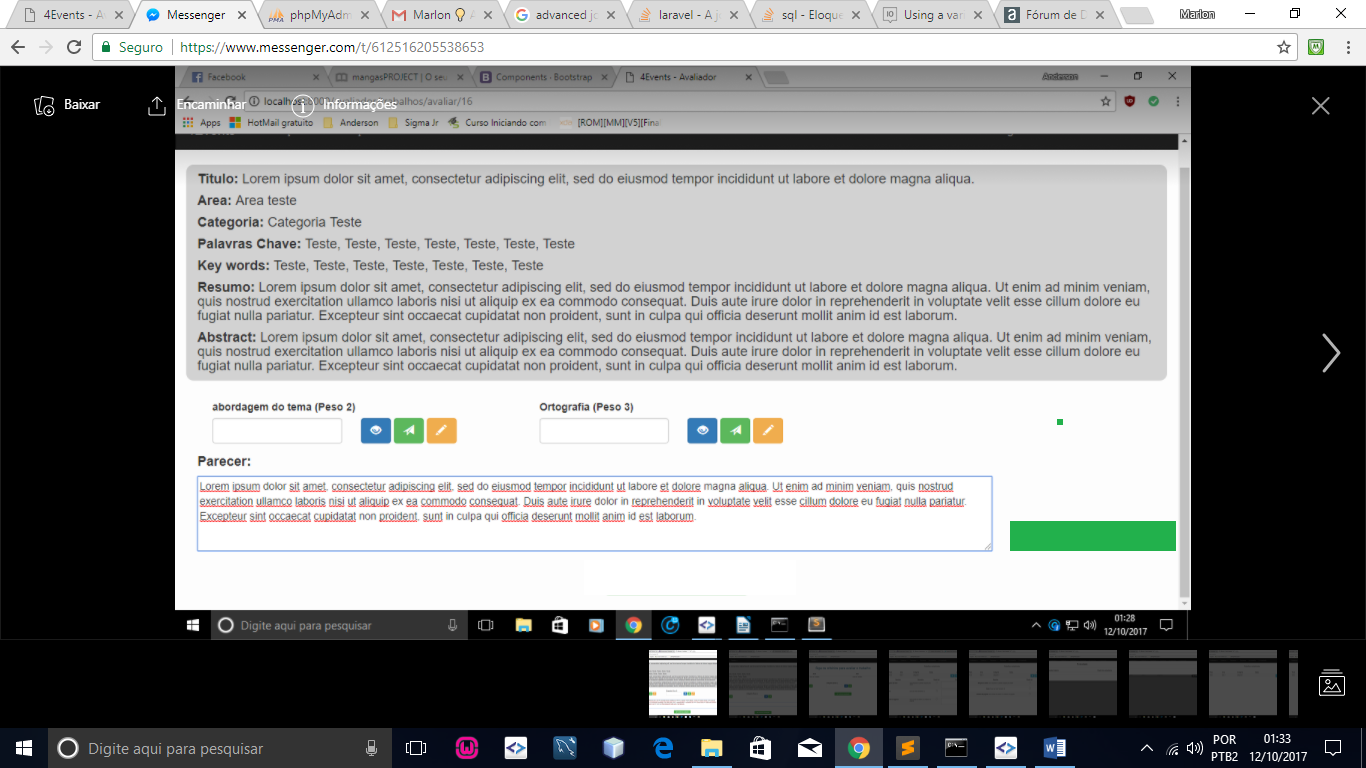 4Events - A
Messenger
phpMyAdm
Marlon
advanced jo
laravel - A j
sql - Eloque
Using a var
Fórum de D
Marlon
Seguro
https://www.messenger.com/t/612516205538653
Facebook
mangasPROJECT | O seu
Components · Bootstrap
4Events - Avaliador
Anderson
Baixar
Encaminhar
Informações
Apps
HotMail gratuito
Anderson
Sigma Jr
Curso Iniciando com
[ROM][MM][V5][Final
Titulo: Lorem ipsum dolor sit amet, consectetur adipiscing elit, sed do eiusmod tempor incididunt ut labore et dolore magna aliqua.
Area: Area teste
Categoria: Categoria Teste
Palavras Chave: Teste, Teste, Teste, Teste, Teste, Teste, Teste
Key words: Teste, Teste, Teste, Teste, Teste, Teste, Teste
Resumo: Lorem ipsum dolor sit amet, consectetur adipiscing elit, sed do eiusmod tempor incididunt ut labore et dolore magna aliqua. Ut enim ad minim veniam,
quis nostrud exercitation ullamco laboris nisi ut aliquip ex ea commodo consequat. Duis aute irure dolor in reprehenderit in voluptate velit esse cillum dolore eu
fugiat nulla pariatur. Excepteur sint occaecat cupidatat non proident, sunt in culpa qui officia deserunt mollit anim id est laborum.
Abstract: Lorem ipsum dolor sit amet, consectetur adipiscing elit, sed do eiusmod tempor incididunt ut labore et dolore magna aliqua. Ut enim ad minim veniam,
quis nostrud exercitation ullamco laboris nisi ut aliquip ex ea commodo consequat. Duis aute irure dolor in reprehenderit in voluptate velit esse cillum dolore eu
fugiat nulla pariatur. Excepteur sint occaecat cupidatat non proident, sunt in culpa qui officia deserunt mollit anim id est laborum.
abordagem do tema (Peso 2)
Ortografia (Peso 3)
Parecer:
Lorem ipsum dolor sit amet, consectetur adipiscing elit, sed do eiusmod tempor incididunt ut labore et dolore magna aliqua. Ut enim ad minim veniam, quis nostrud
exercitation ullamco laboris nisi ut aliquip ex ea commodo consequat. Duis aute irure dolor in reprehenderit in voluptate velit esse cillum dolore eu fugiat nulla pariatur.
Excepteur sint occaecat cupidatat non proident, sunt in culpa qui officia deserunt mollit anim id est laborum.
Digite aqui para pesquisar
01:28
12/10/2017
Digite aqui para pesquisar
POR
PTB2
01:33
12/10/2017